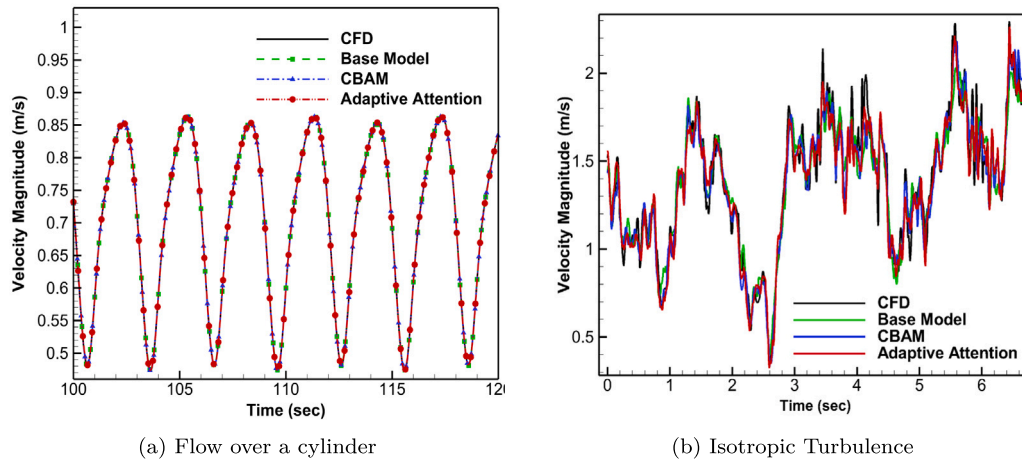 1
0.95
0.9
0.85
0.8
0.75
0.7
0.65
0.6
0.55
0.5
Velocity Magnitude (m/s)
CFD
Base Model
CBAM
Adaptive Attention
100
105
110
115
120
Time (sec)
(a) Flow over a cylinder
2
1.5
1
0.5
Velocity Magnitude (m/s)
CFD
Base Model
CBAM
Adaptive Attention
0
1
2
3
4
5
6
Time (sec)
(b) Isotropic Turbulence